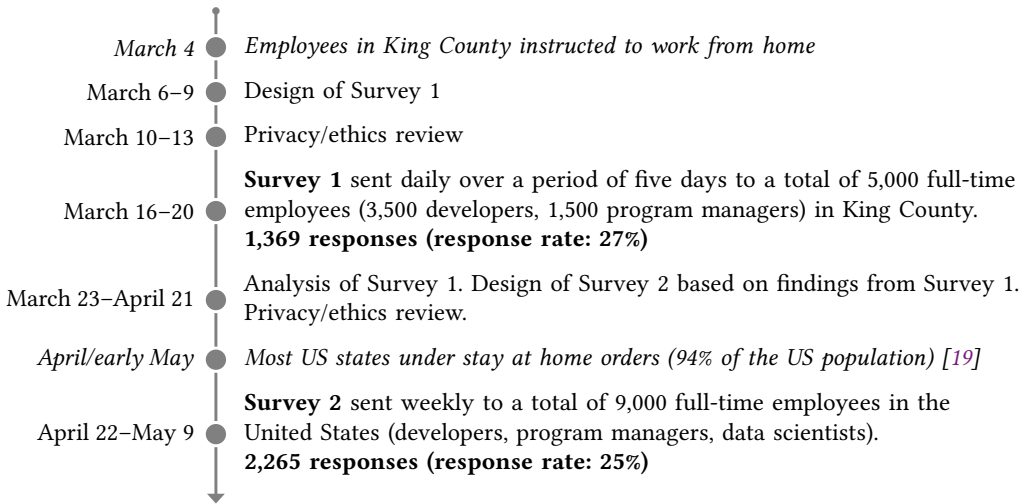 March 4 Employees in King County instructed to work from home
March 6–9 Design of Survey 1
March 10–13 Privacy/ethics review
Survey 1 sent daily over a period of five days to a total of 5,000 full-time
March 16–20 employees (3,500 developers, 1,500 program managers) in King County.
1,369 responses (response rate: 27%)
March 23–April 21 Analysis of Survey 1. Design of Survey 2 based on findings from Survey 1.
Privacy/ethics review.
April/early May Most US states under stay at home orders (94% of the US population) [19]
Survey 2 sent weekly to a total of 9,000 full-time employees in the
April 22–May 9 United States (developers, program managers, data scientists).
2,265 responses (response rate: 25%)